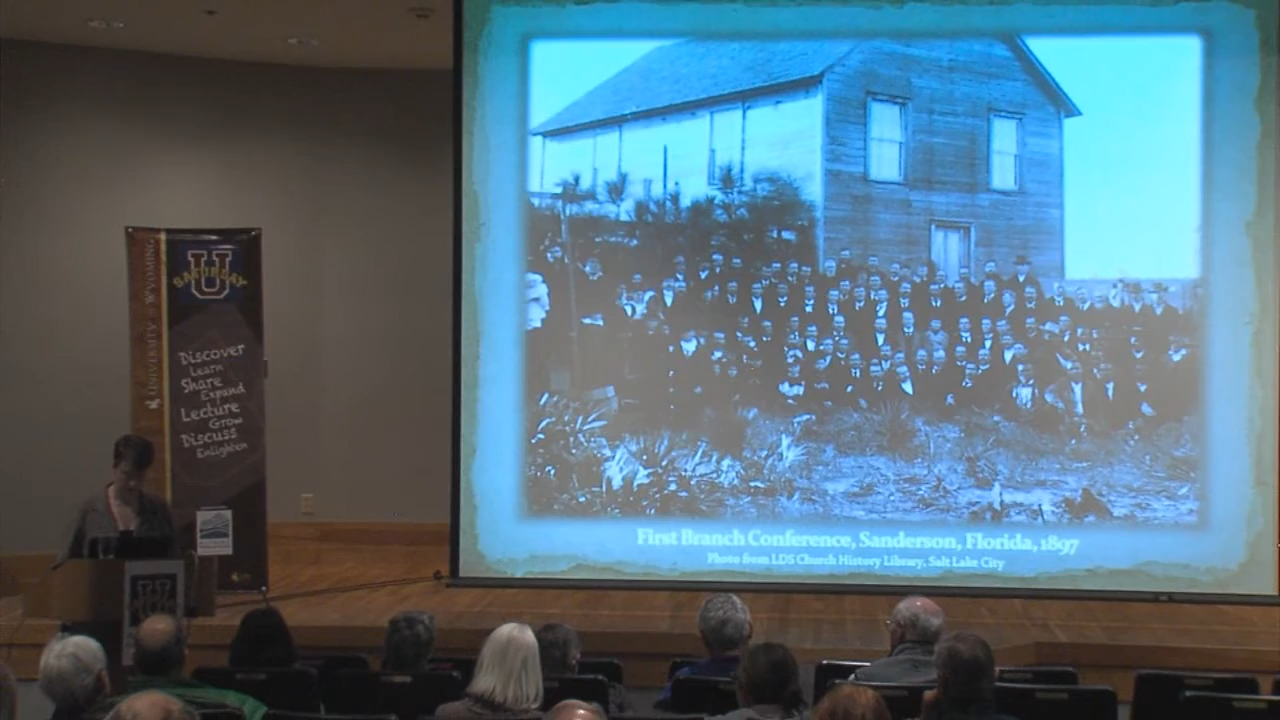 UNIVERSITY OF WYOMING
U
SATURDAY
Discover
Learn
Share
Expand
Lecture
Grow
Discuss
Enlighten
U
First Branch Conference, Sanderson, Florida, 1897
Photo from LDS Church History Library, Salt Lake City